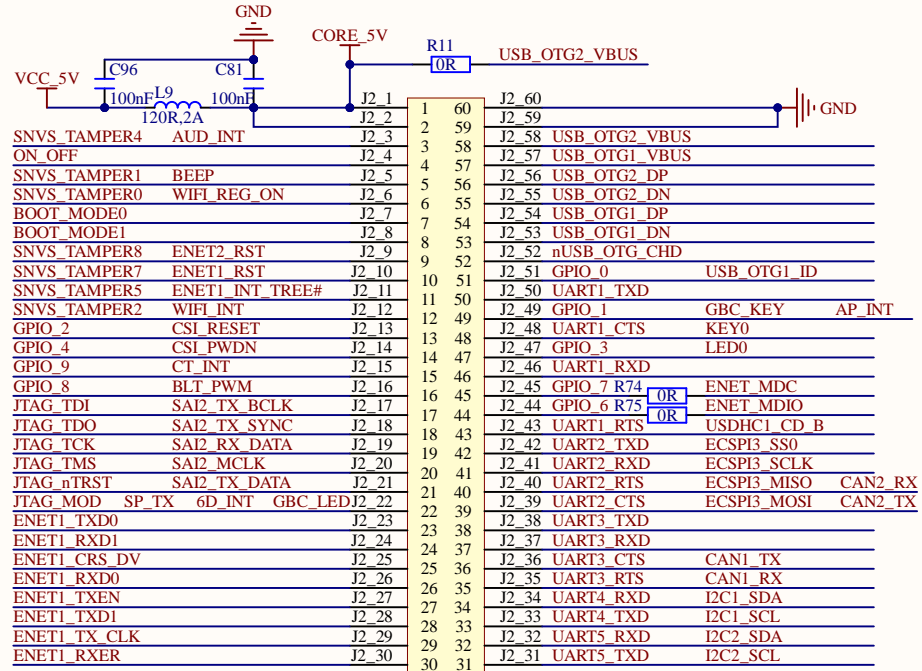 GND
CORE_5V
R11
USB_OTG2_VBUS
0R
C96
C81
VCC_5V
100nF
L9
100nF
120R,2A
GND
J2_1 1 60 J2_60
J2_2 2 59 J2_59
SNVS_TAMPER4 AUD_INT J2_3 3 58 J2_58 USB_OTG2_VBUS
ON_OFF J2_4 4 57 J2_57 USB_OTG1_VBUS
SNVS_TAMPER1 BEEP J2_5 5 56 J2_56 USB_OTG2_DP
SNVS_TAMPER0 WIFI_REG_ON J2_6 6 55 J2_55 USB_OTG2_DN
BOOT_MODE0 J2_7 7 54 J2_54 USB_OTG1_DP
BOOT_MODE1 J2_8 8 53 J2_53 USB_OTG1_DN
SNVS_TAMPER8 ENET2_RST J2_9 9 52 J2_52 nUSB_OTG_CHD
SNVS_TAMPER7 ENET1_RST J2_10 10 51 J2_51 GPIO_0 USB_OTG1_ID
SNVS_TAMPER5 ENET1_INT_TREE# J2_11 11 50 J2_50 UART1_TXD
SNVS_TAMPER2 WIFI_INT J2_12 12 49 J2_49 GPIO_1 GBC_KEY AP_INT
GPIO_2 CSI_RESET J2_13 13 48 J2_48 UART1_CTS KEY0
GPIO_4 CSI_PWDN J2_14 14 47 J2_47 GPIO_3 LED0
GPIO_9 CT_INT J2_15 15 46 J2_46 UART1_RXD
GPIO_8 BLT_PWM J2_16 16 45 J2_45 GPIO_7 R74 0R ENET_MDC
JTAG_TDI SAI2_TX_BCLK J2_17 17 44 J2_44 GPIO_6 R75 0R ENET_MDIO
JTAG_TDO SAI2_TX_SYNC J2_18 18 43 J2_43 UART1_RTS USDHC1_CD_B
JTAG_TCK SAI2_RX_DATA J2_19 19 42 J2_42 UART2_TXD ECSPI3_SS0
JTAG_TMS SAI2_MCLK J2_20 20 41 J2_41 UART2_RXD ECSPI3_SCLK
JTAG_nTRST SAI2_TX_DATA J2_21 21 40 J2_40 UART2_RTS ECSPI3_MISO CAN2_RX
JTAG_MOD SP_TX 6D_INT GBC_LED J2_22 22 39 J2_39 UART2_CTS ECSPI3_MOSI CAN2_TX
ENET1_TXD0 J2_23 23 38 J2_38 UART3_TXD
ENET1_RXD1 J2_24 24 37 J2_37 UART3_RXD
ENET1_CRS_DV J2_25 25 36 J2_36 UART3_CTS CAN1_TX
ENET1_RXD0 J2_26 26 35 J2_35 UART3_RTS CAN1_RX
ENET1_TXEN J2_27 27 34 J2_34 UART4_RXD I2C1_SDA
ENET1_TXD1 J2_28 28 33 J2_33 UART4_TXD I2C1_SCL
ENET1_TX_CLK J2_29 29 32 J2_32 UART5_RXD I2C2_SDA
ENET1_RXER J2_30 30 31 J2_31 UART5_TXD I2C2_SCL